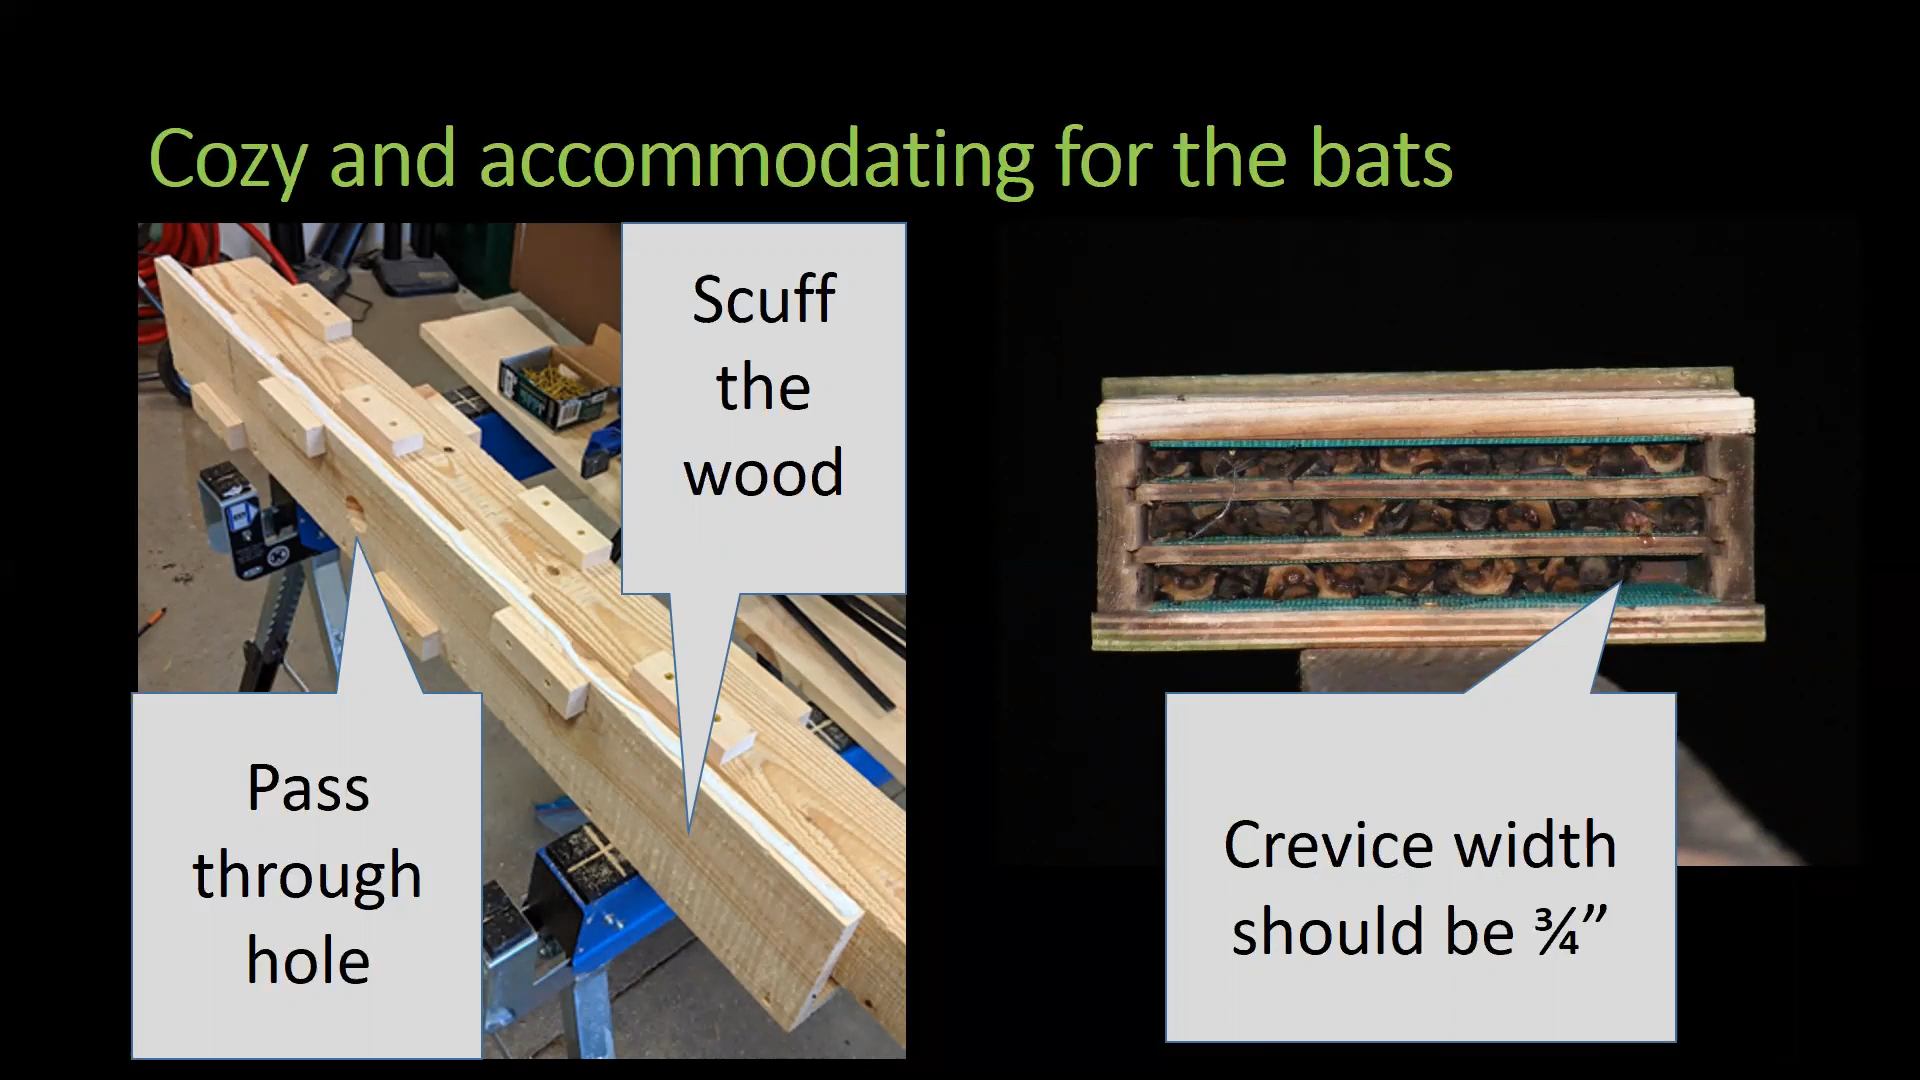 Cozy and accommodating for the bats
Scuff
the
wood
Pass
through
hole
Crevice width
should be ¾”